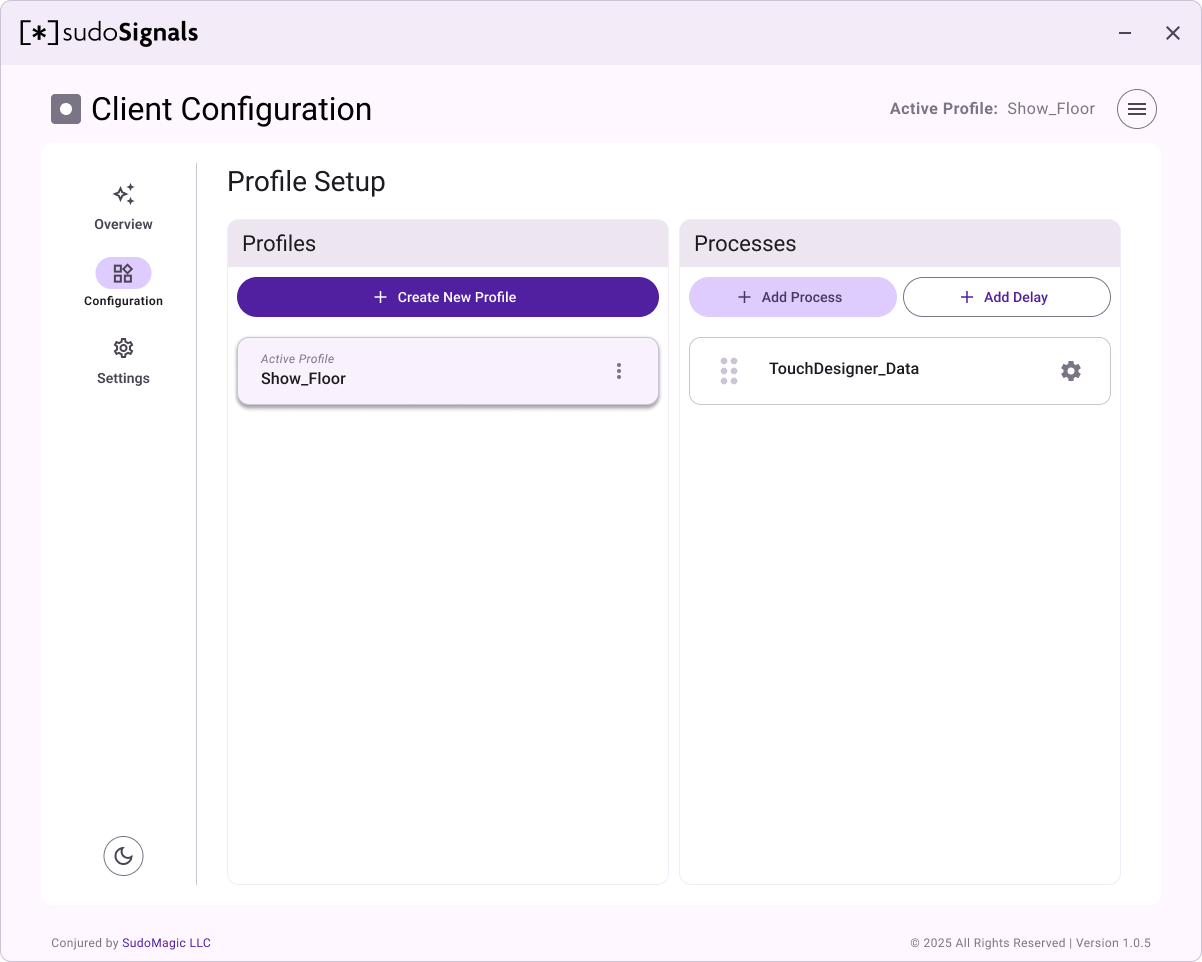 [*]sudoSignals
Client Configuration
Active Profile: Show_Floor
Overview
Configuration
Settings
Profile Setup
Profiles
Create New Profile
Active Profile
Show_Floor
Processes
Add Process
Add Delay
TouchDesigner_Data
Conjured by SudoMagic LLC
© 2025 All Rights Reserved | Version 1.0.5